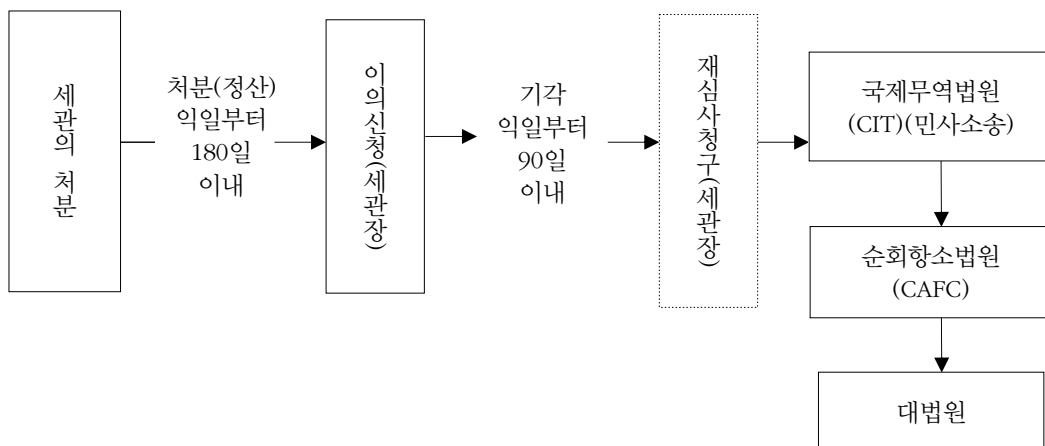 세관의 처분
처분(정산)
익일부터
180일
이내
이의신청(세관장)
기각
익일부터
90일
이내
재심사청구(세관장)
국제무역법원
(CIT)(민사소송)
순회항소법원
(CAFC)
대법원